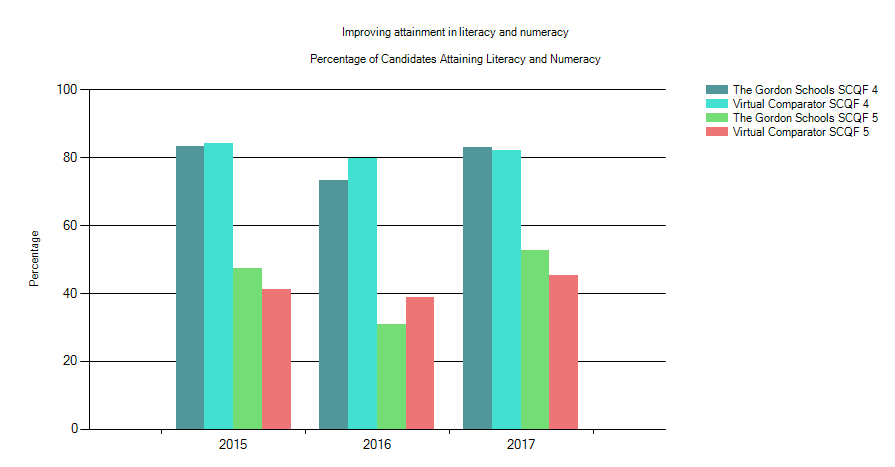 Improving attainment in literacy and numeracy
Percentage of Candidates Attaining Literacy and Numeracy
The Gordon Schools SCQF 4
Virtual Comparator SCQF 4
The Gordon Schools SCQF 5
Virtual Comparator SCQF 5
Percentage
100
80
60
40
20
0
2015 2016 2017